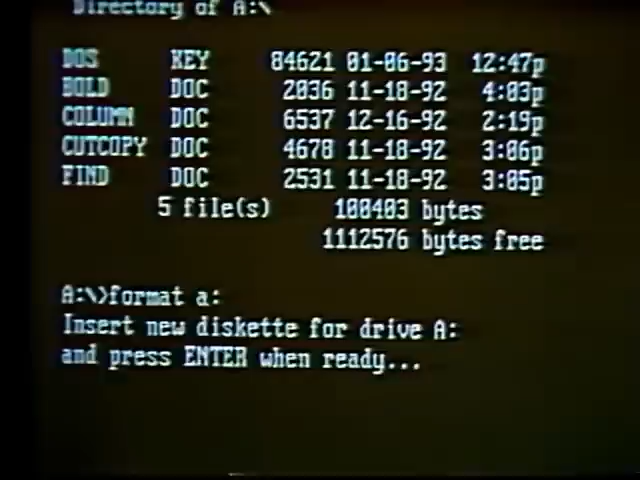 Directory of A:\
DOS KEY 84621 01-06-93 12:47p
BOLD DOC 2036 11-18-92 4:03p
COLUMN DOC 6537 12-16-92 2:19p
CUTCOPY DOC 4678 11-18-92 3:06p
FIND DOC 2531 11-18-92 3:05p
5 file(s) 100403 bytes
1112576 bytes free
A:\>format a:
Insert new diskette for drive A:
and press ENTER when ready...